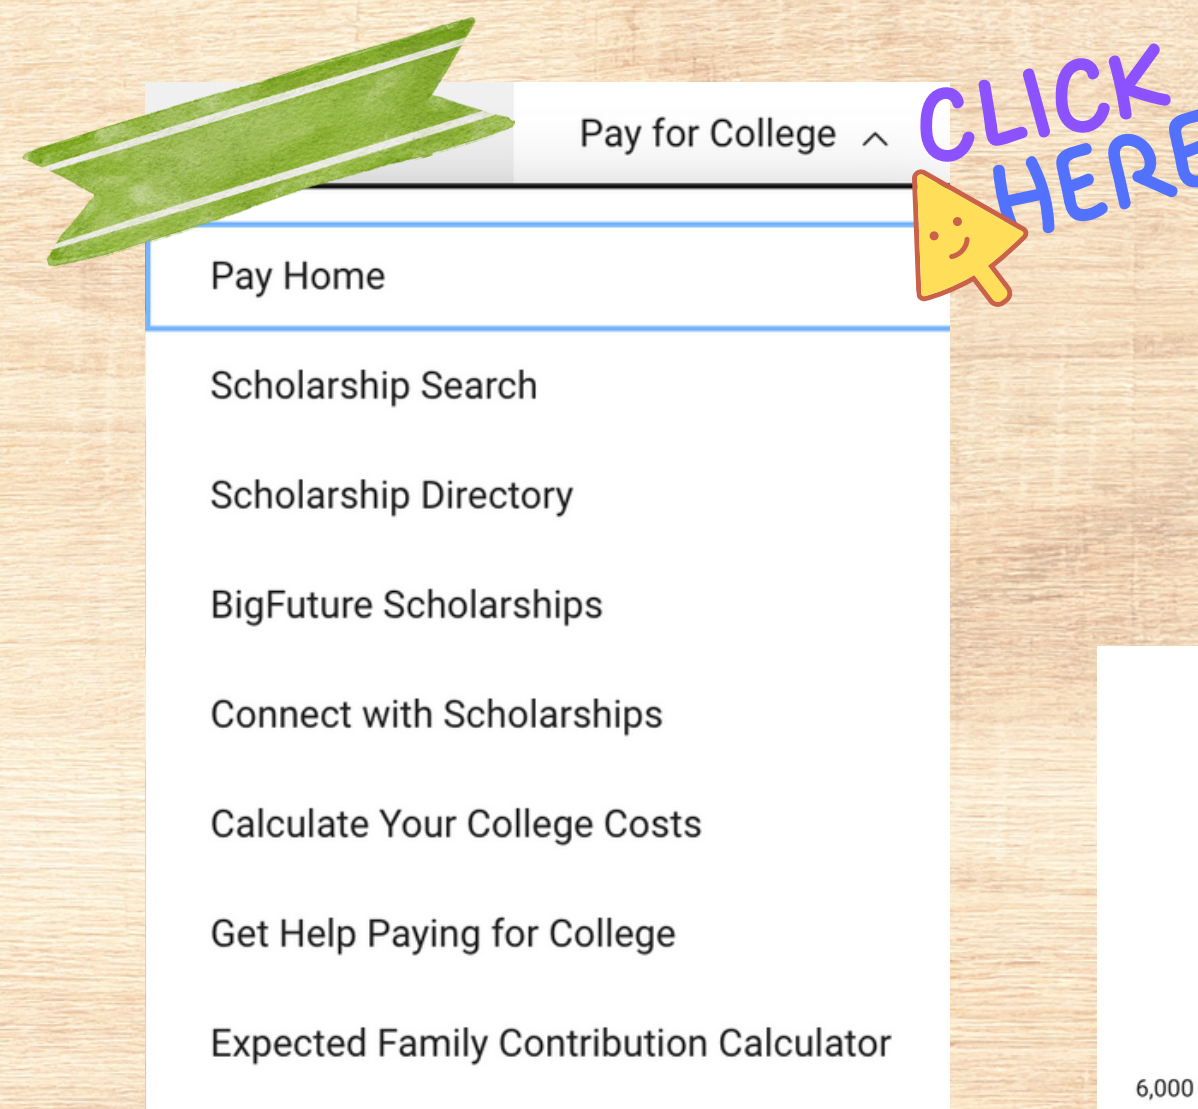 Pay for College
CLICK
HERE
Pay Home
Scholarship Search
Scholarship Directory
BigFuture Scholarships
Connect with Scholarships
Calculate Your College Costs
Get Help Paying for College
Expected Family Contribution Calculator
6,000